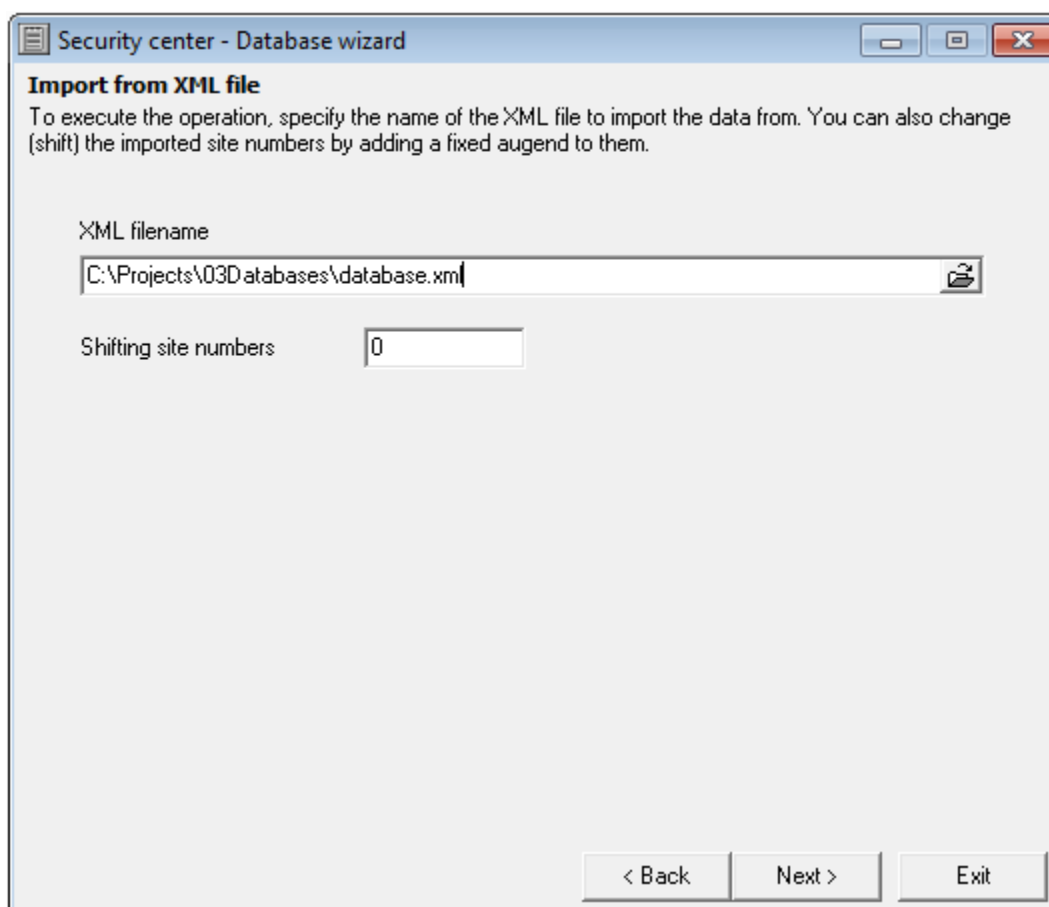 Security center - Database wizard
Import from XML file
To execute the operation, specify the name of the XML file to import the data from. You can also change
(shift) the imported site numbers by adding a fixed augend to them.
XML filename
C:\Projects\03Databases\database.xml
Shifting site numbers 0
< Back Next > Exit